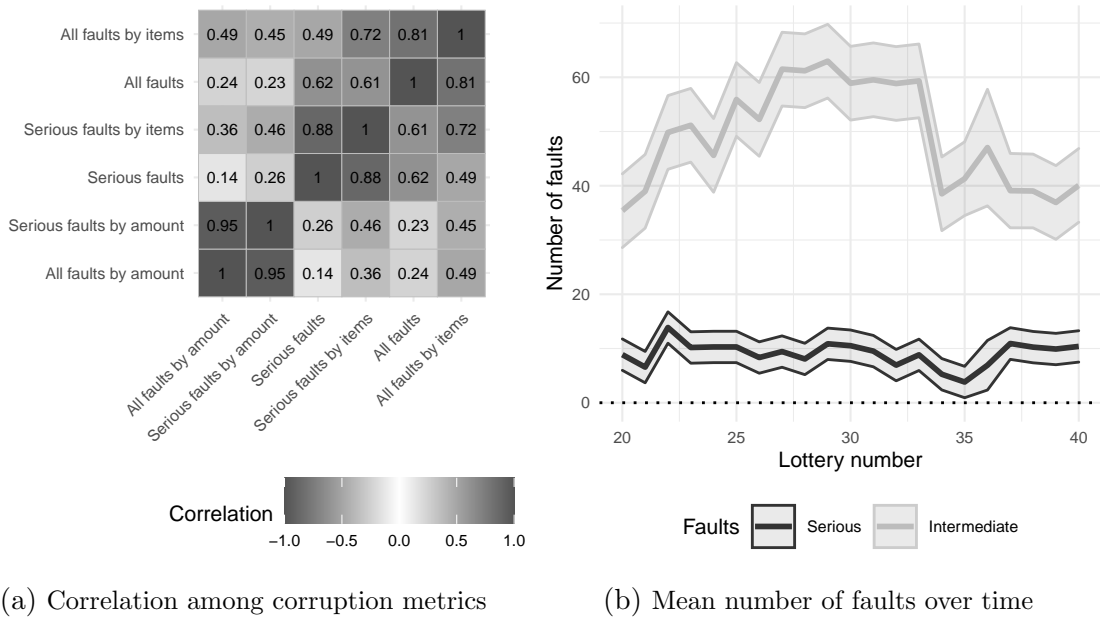 All faults by items 0.49 0.45 0.49 0.72 0.81 1
All faults 0.24 0.23 0.62 0.61 1 0.81
Serious faults by items 0.36 0.46 0.88 1 0.61 0.72
Serious faults 0.14 0.26 1 0.88 0.62 0.49
Serious faults by amount 0.95 1 0.26 0.46 0.23 0.45
All faults by amount 1 0.95 0.14 0.36 0.24 0.49
All faults by amount
Serious faults by amount
Serious faults
Serious faults by items
All faults
All faults by items
Correlation
−1.0 −0.5 0.0 0.5 1.0
(a) Correlation among corruption metrics
Number of faults
60
40
20
0
20 25 30 35 40
Lottery number
Faults Serious Intermediate
(b) Mean number of faults over time